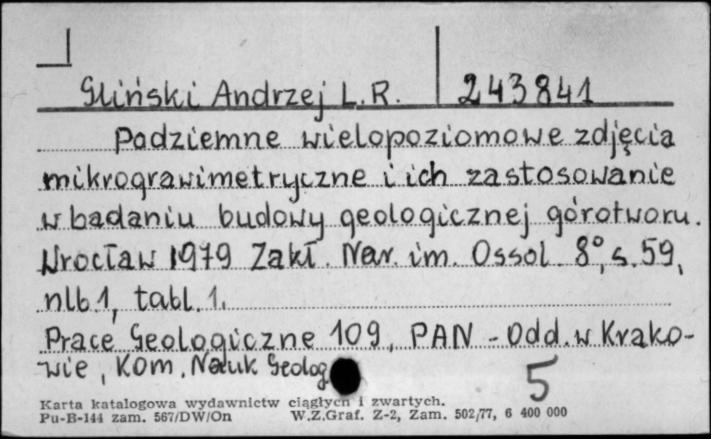 Gliński Andrzej L.R. 243841
Podziemne wielopoziomowe zdjęcia
mikrograwimetryczne i ich zastosowanie
w badaniu budowy geologicznej górotworu.
Wrocław 1979 Zakł. Nar. im. Ossol. 8°, s. 59,
nlb.1, tabl. 1.
Prace Geologiczne 109, PAN - Odd. w Krako-
wie, Kom. Nauk Geolog
5
Karta katalogowa wydawnictw ciągłych i zwartych.
Pu-B-144 zam. 567/DW/On W.Z.Graf. Z-2, Zam. 502/77, 6 400 000